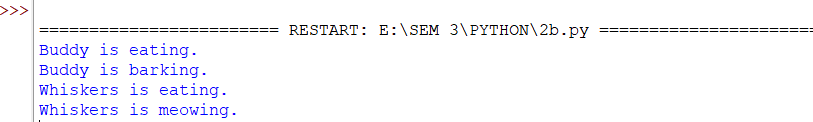 >>>
======================== RESTART: E:\SEM 3\PYTHON\2b.py ======================
Buddy is eating.
Buddy is barking.
Whiskers is eating.
Whiskers is meowing.